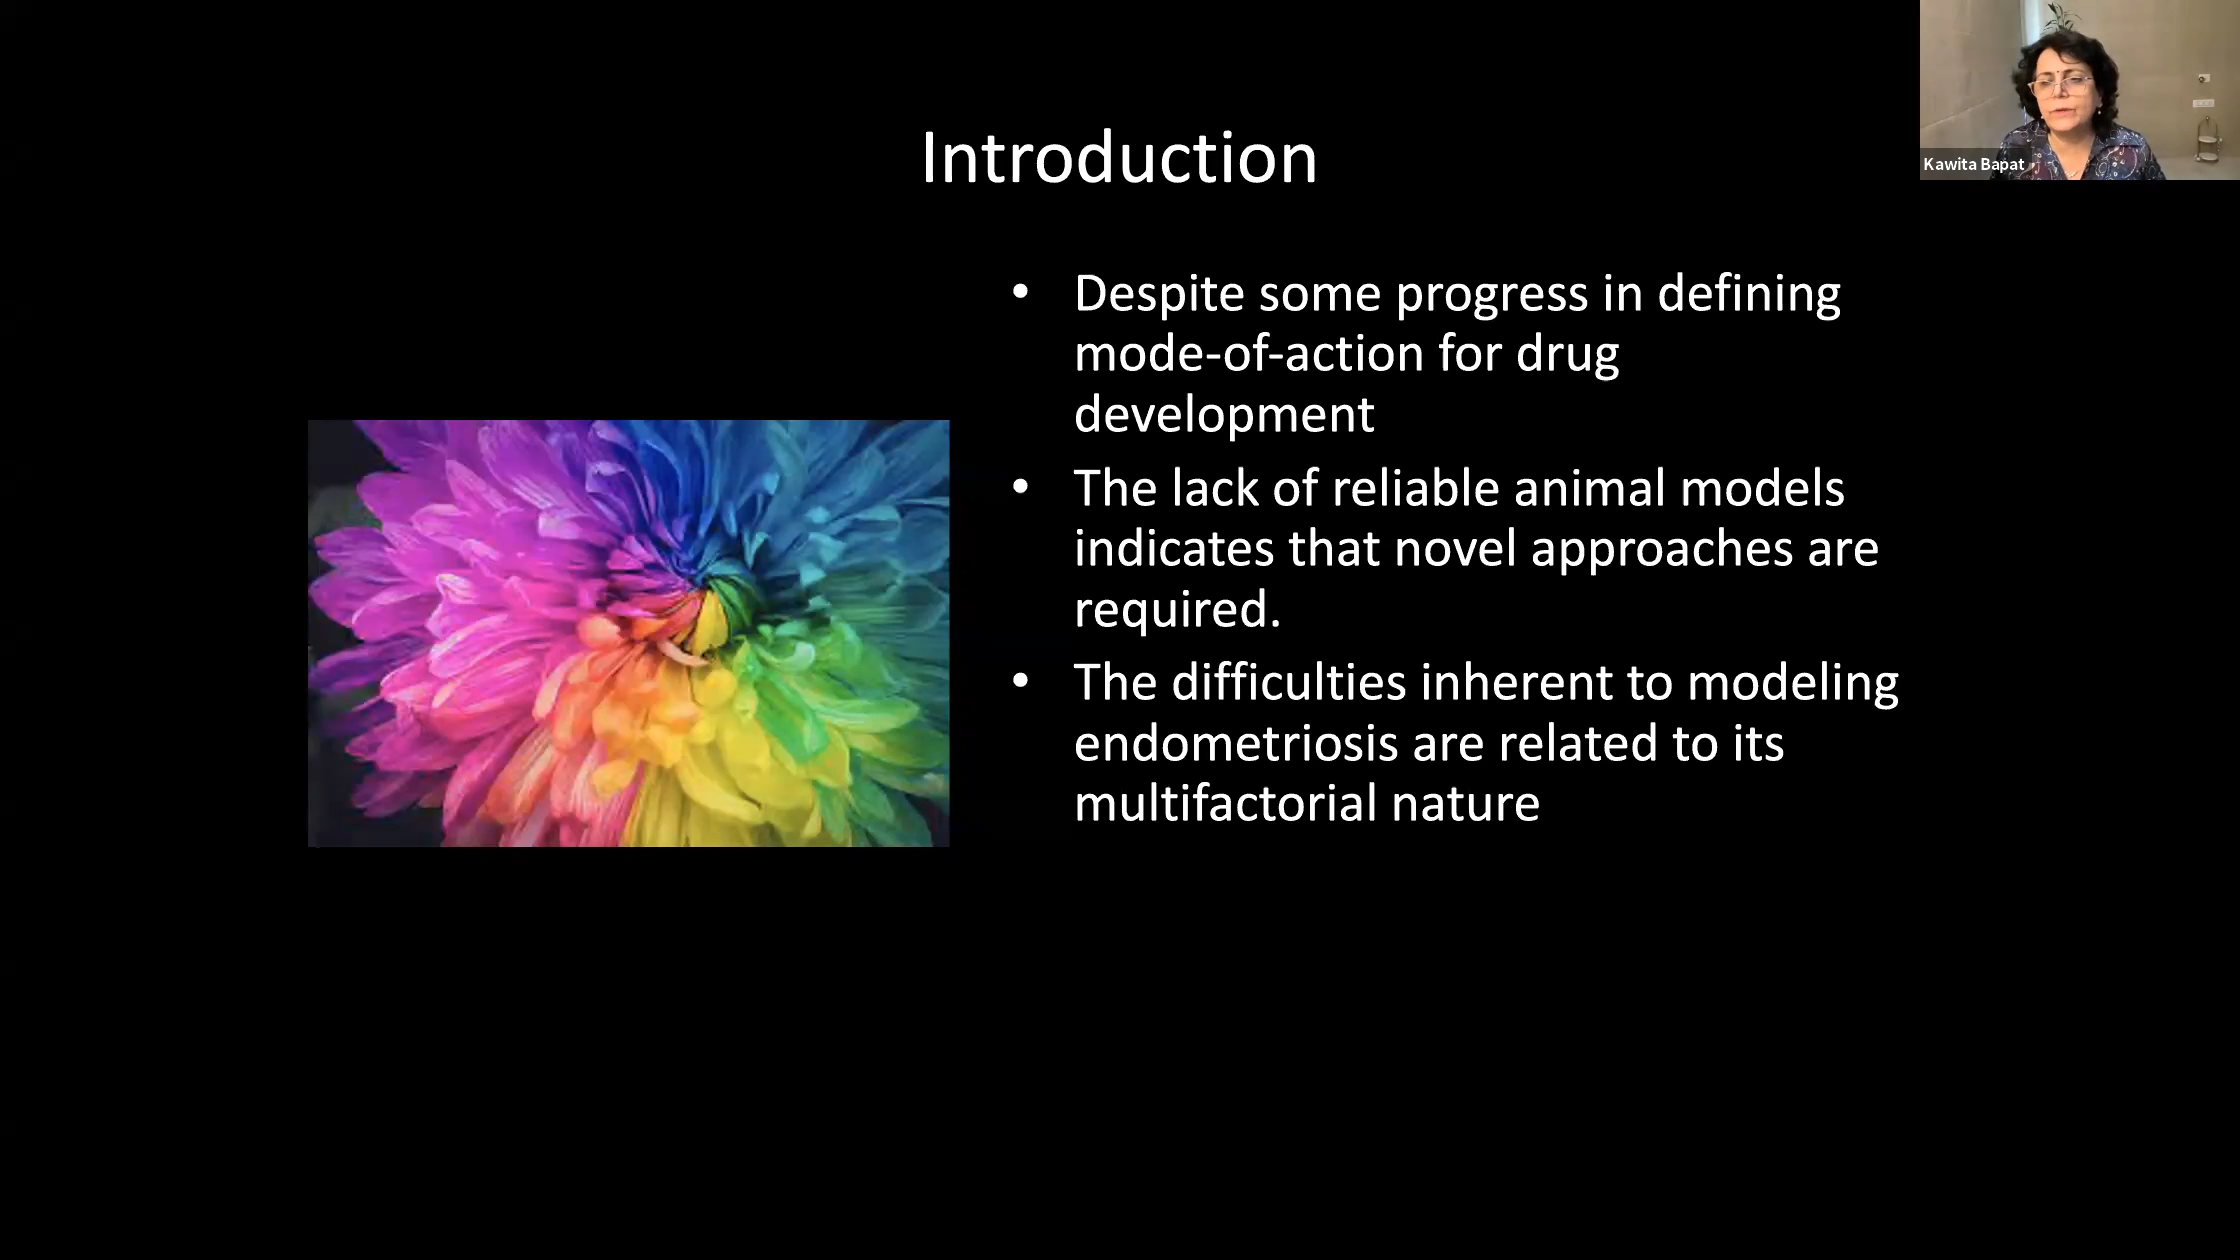 Introduction
Kawita Bapat
• Despite some progress in defining
mode-of-action for drug
development
• The lack of reliable animal models
indicates that novel approaches are
required.
• The difficulties inherent to modeling
endometriosis are related to its
multifactorial nature